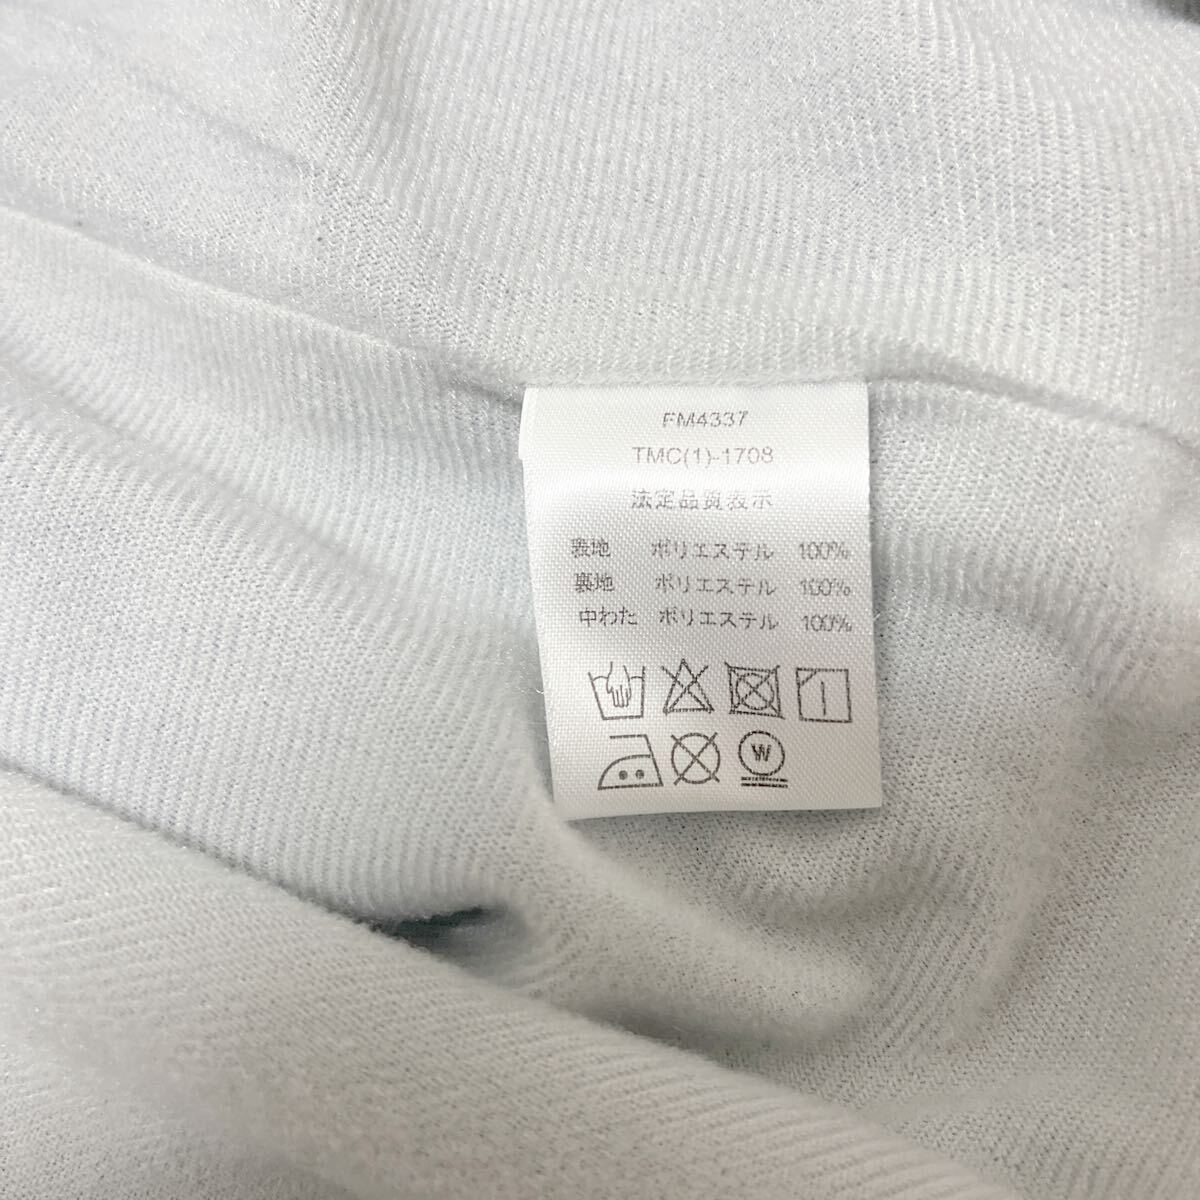 FM4337
TMC(1)-1708
法定品質表示
表地 ポリエステル 100%
裏地 ポリエステル 100%
中わた ポリエステル 100%
W